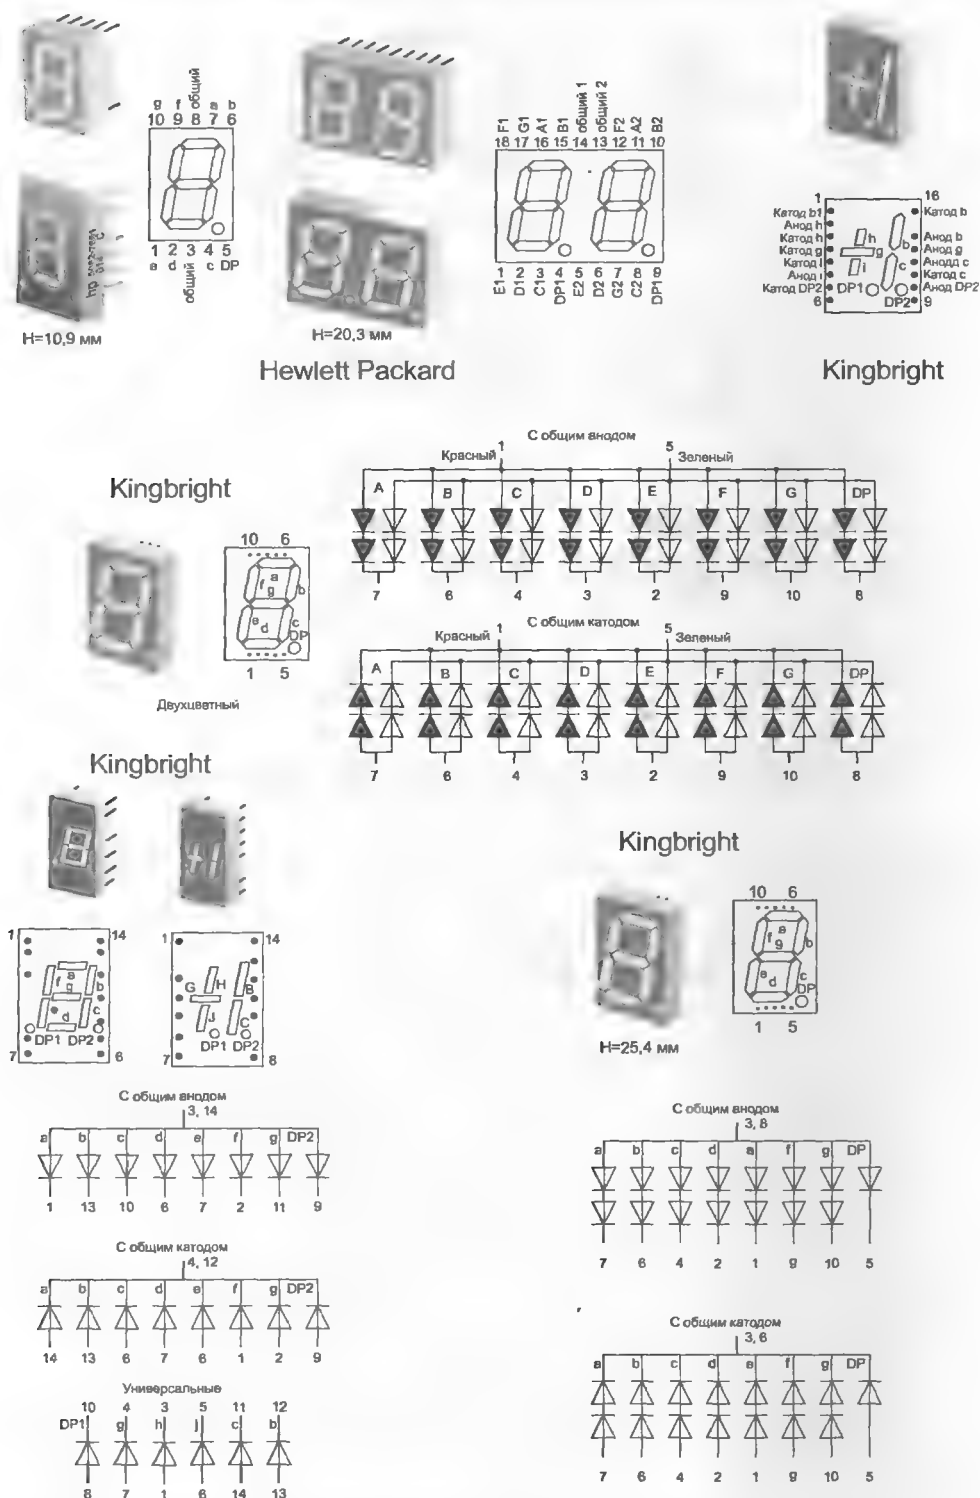 g f общий a b
10 9 8 7 6
1 2 3 4 5
e d общий c DP
H=10,9 мм
F1 G1 A1 B1 общий 1 общий 2 F2 A2 B2
18 17 16 15 14 13 12 11 10
1 2 3 4 5 6 7 8 9
E1 D1 C1 DP1 E2 D2 G2 C2 DP1
H=20,3 мм
Hewlett Packard
1 16
Катод b1 Катод b
Анод h
Катод h Анод b
Катод g Анод g
Катод i Анодд c
Анод i Катод c
Катод DP2 Анод DP2
6 9
h b g c i DP1 DP2
Kingbright
Kingbright
10 6
a f g b e d c DP
1 5
Двухцветный
С общим анодом
Красный 1 5 Зеленый
A B C D E F G DP
7 6 4 3 2 9 10 8
С общим катодом
Красный 1 5 Зеленый
A B C D E F G DP
7 6 4 3 2 9 10 8
Kingbright
1 14
a f g b d c
DP1 DP2
7 6
1 14
G H B J C
DP1 DP2
7 8
С общим анодом
3, 14
a b c d e f g DP2
1 13 10 6 7 2 11 9
С общим катодом
4, 12
a b c d e f g DP2
14 13 6 7 6 1 2 9
Универсальные
10 4 3 5 11 12
DP1 g h j c b
8 7 1 6 14 13
Kingbright
H=25,4 мм
10 6
a f g b e d c DP
1 5
С общим анодом
3, 8
a b c d a f g DP
7 6 4 2 1 9 10 5
С общим катодом
3, 6
a b c d e f g DP
7 6 4 2 1 9 10 5